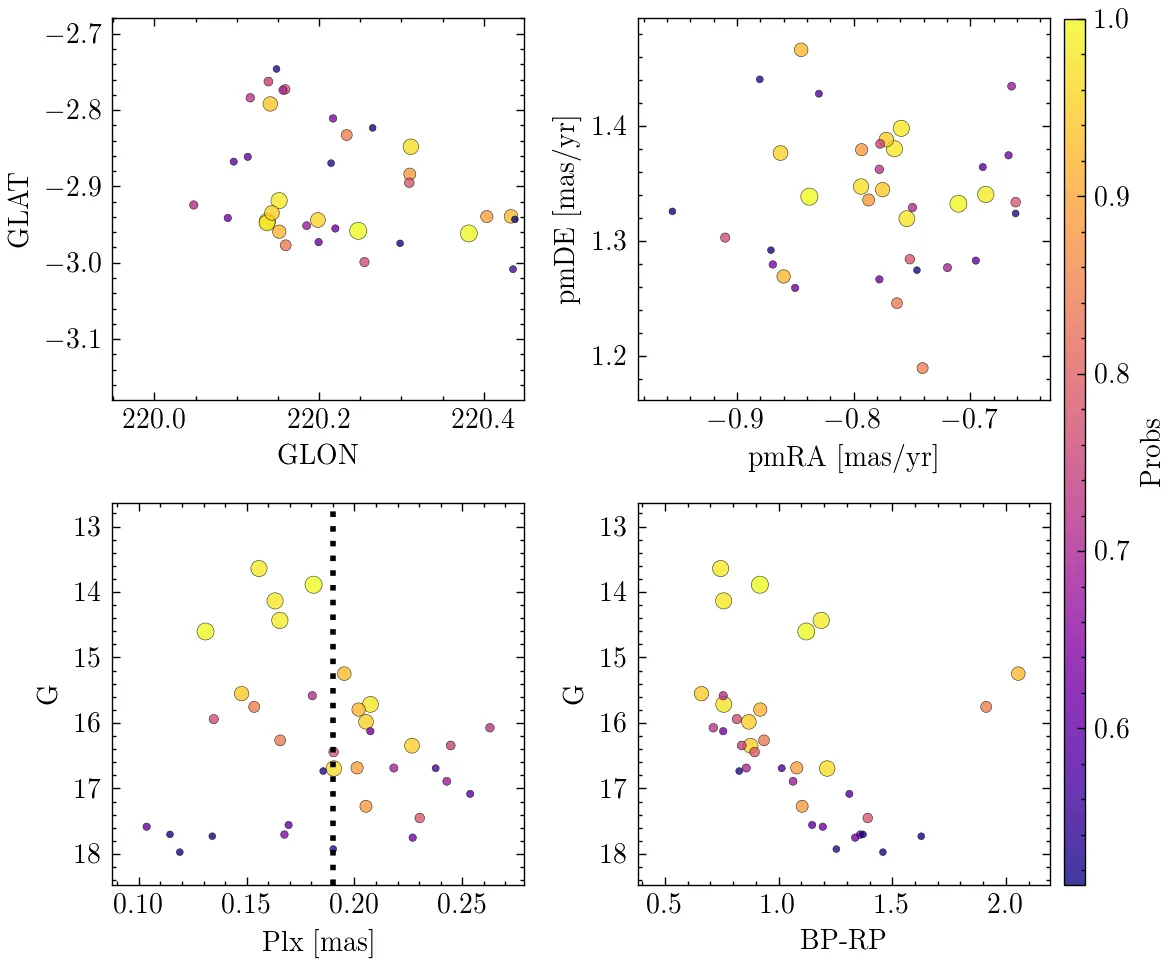 −2.7
−2.8
−2.9
−3.0
−3.1
GLAT
220.0 220.2 220.4
GLON
1.4
1.3
1.2
pmDE [mas/yr]
−0.9 −0.8 −0.7
pmRA [mas/yr]
1.0
0.9
0.8
0.7
0.6
Probs
13
14
15
16
17
18
G
0.10 0.15 0.20 0.25
Plx [mas]
13
14
15
16
17
18
G
0.5 1.0 1.5 2.0
BP-RP